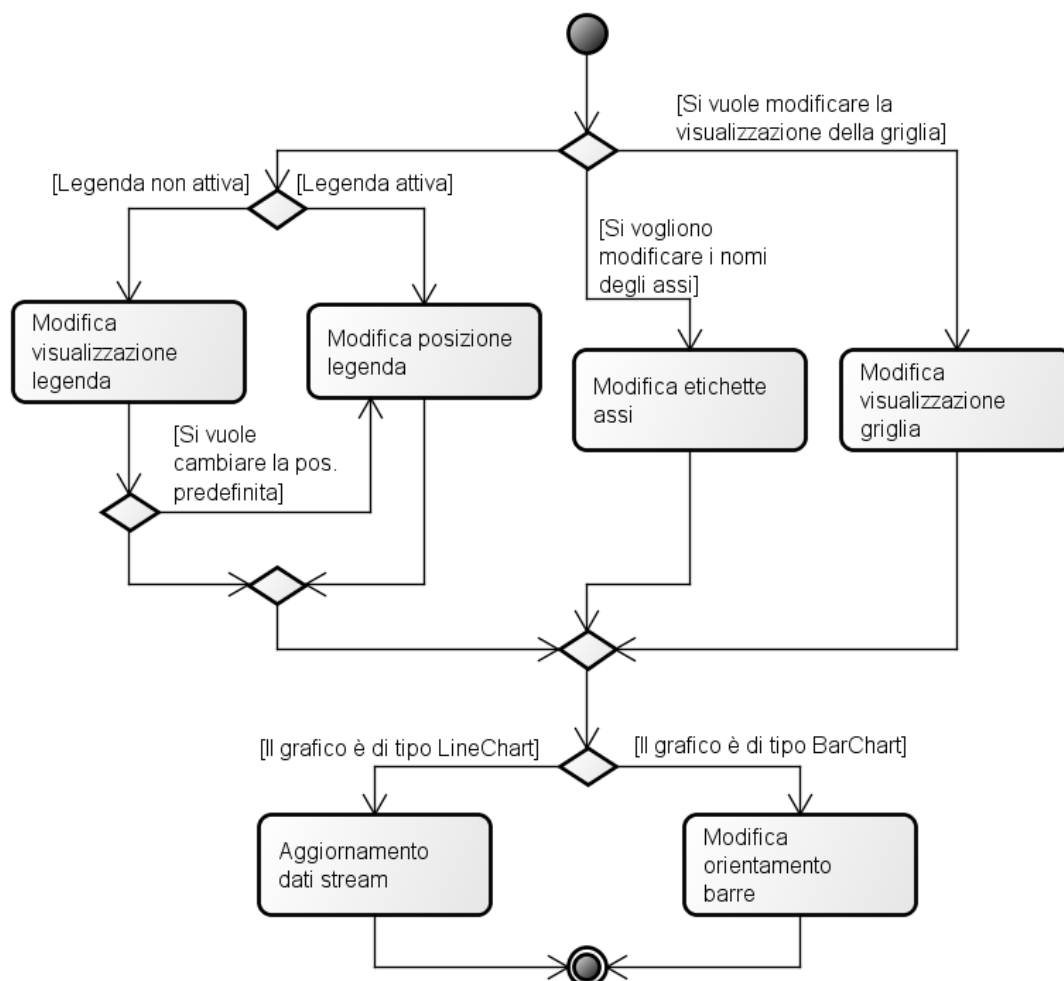 [Si vuole modificare la
visualizzazione della griglia]
[Legenda non attiva]
[Legenda attiva]
[Si vogliono
modificare i nomi
degli assi]
Modifica
visualizzazione
legenda
Modifica posizione
legenda
Modifica etichette
assi
Modifica
visualizzazione
griglia
[Si vuole
cambiare la pos.
predefinita]
[Il grafico è di tipo LineChart]
[Il grafico è di tipo BarChart]
Aggiornamento
dati stream
Modifica
orientamento
barre